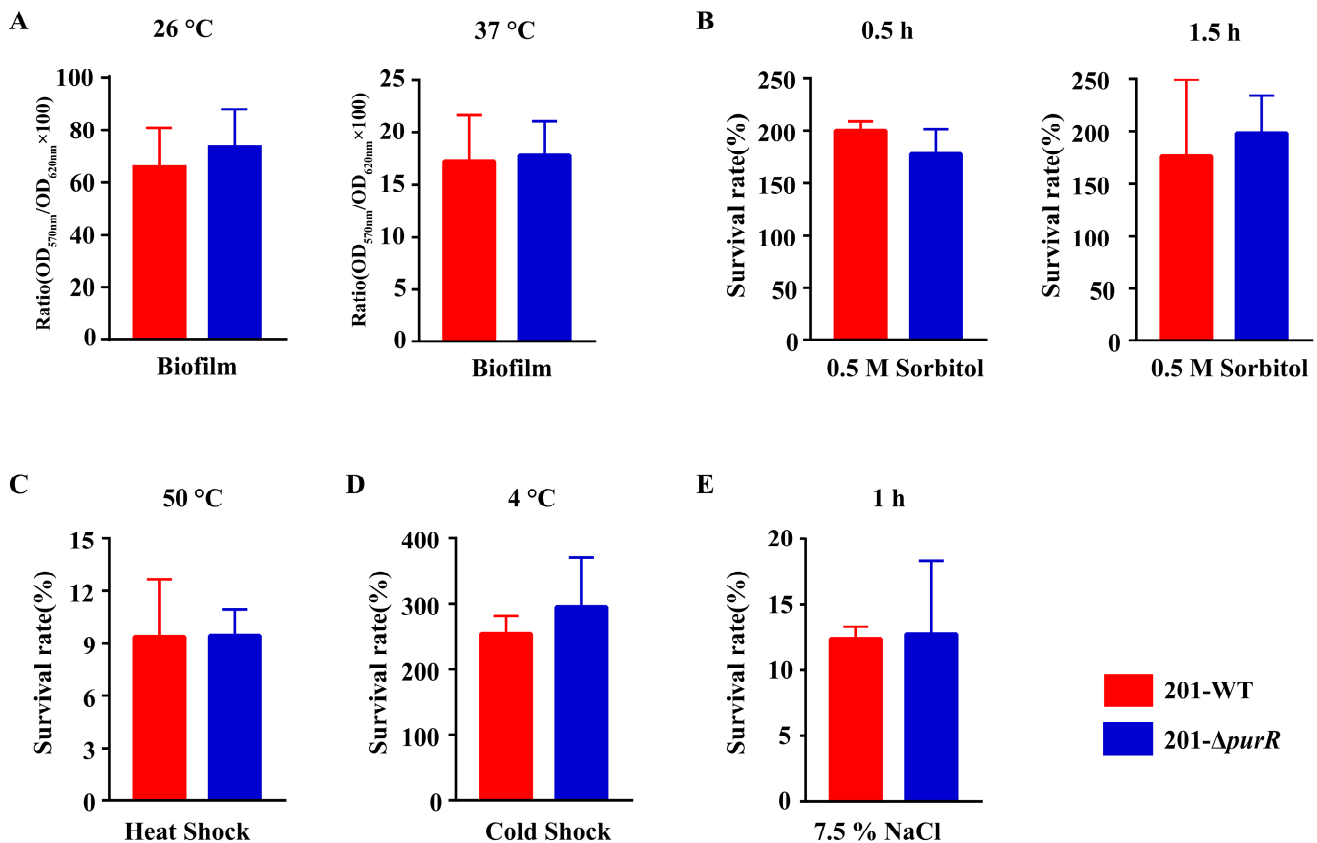 A
26 °C
Ratio(OD570nm/OD620nm ×100)
100
80
60
40
20
0
Biofilm
37 °C
Ratio(OD570nm/OD620nm ×100)
25
20
15
10
5
0
Biofilm
B
0.5 h
Survival rate(%)
250
200
150
100
50
0
0.5 M Sorbitol
1.5 h
Survival rate(%)
250
200
150
200
50
0
0.5 M Sorbitol
C
50 °C
Survival rate(%)
15
12
9
6
3
0
Heat Shock
D
4 °C
Survival rate(%)
400
300
200
100
0
Cold Shock
E
1 h
Survival rate(%)
20
15
10
5
0
7.5 % NaCl
201-WT
201-ΔpurR